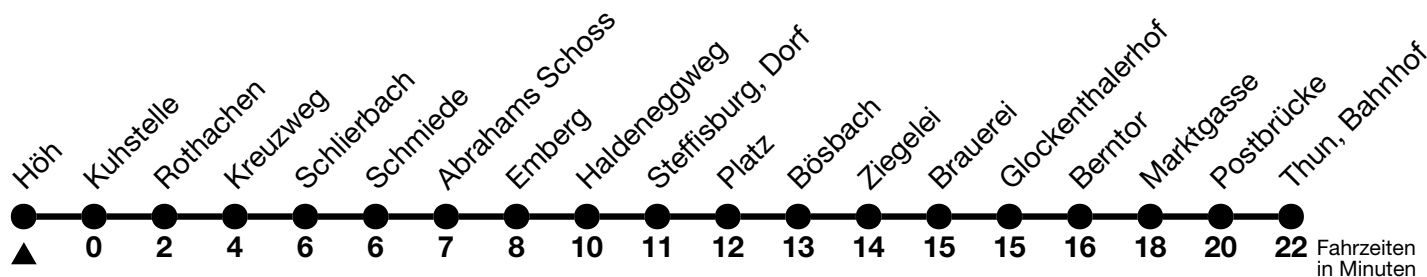 Höh
Kuhstelle
Rothachen
Kreuzweg
Schlierbach
Schmiede
Abrahams Schoss
Emberg
Haldeneggweg
Steffisburg, Dorf
Platz
Bösbach
Ziegelei
Brauerei
Glockenthalerhof
Berntor
Marktgasse
Postbrücke
Thun, Bahnhof
0 2 4 6 6 7 8 10 11 12 13 14 15 15 16 18 20 22 Fahrzeiten
in Minuten